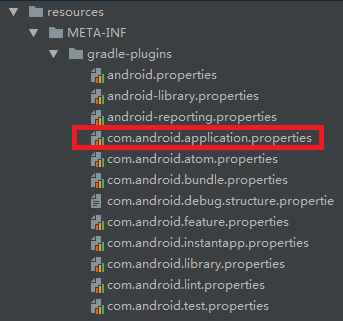 resources
META-INF
gradle-plugins
android.properties
android-library.properties
android-reporting.properties
com.android.application.properties
com.android.atom.properties
com.android.bundle.properties
com.android.debug.structure.propertie
com.android.feature.properties
com.android.instantapp.properties
com.android.library.properties
com.android.lint.properties
com.android.test.properties